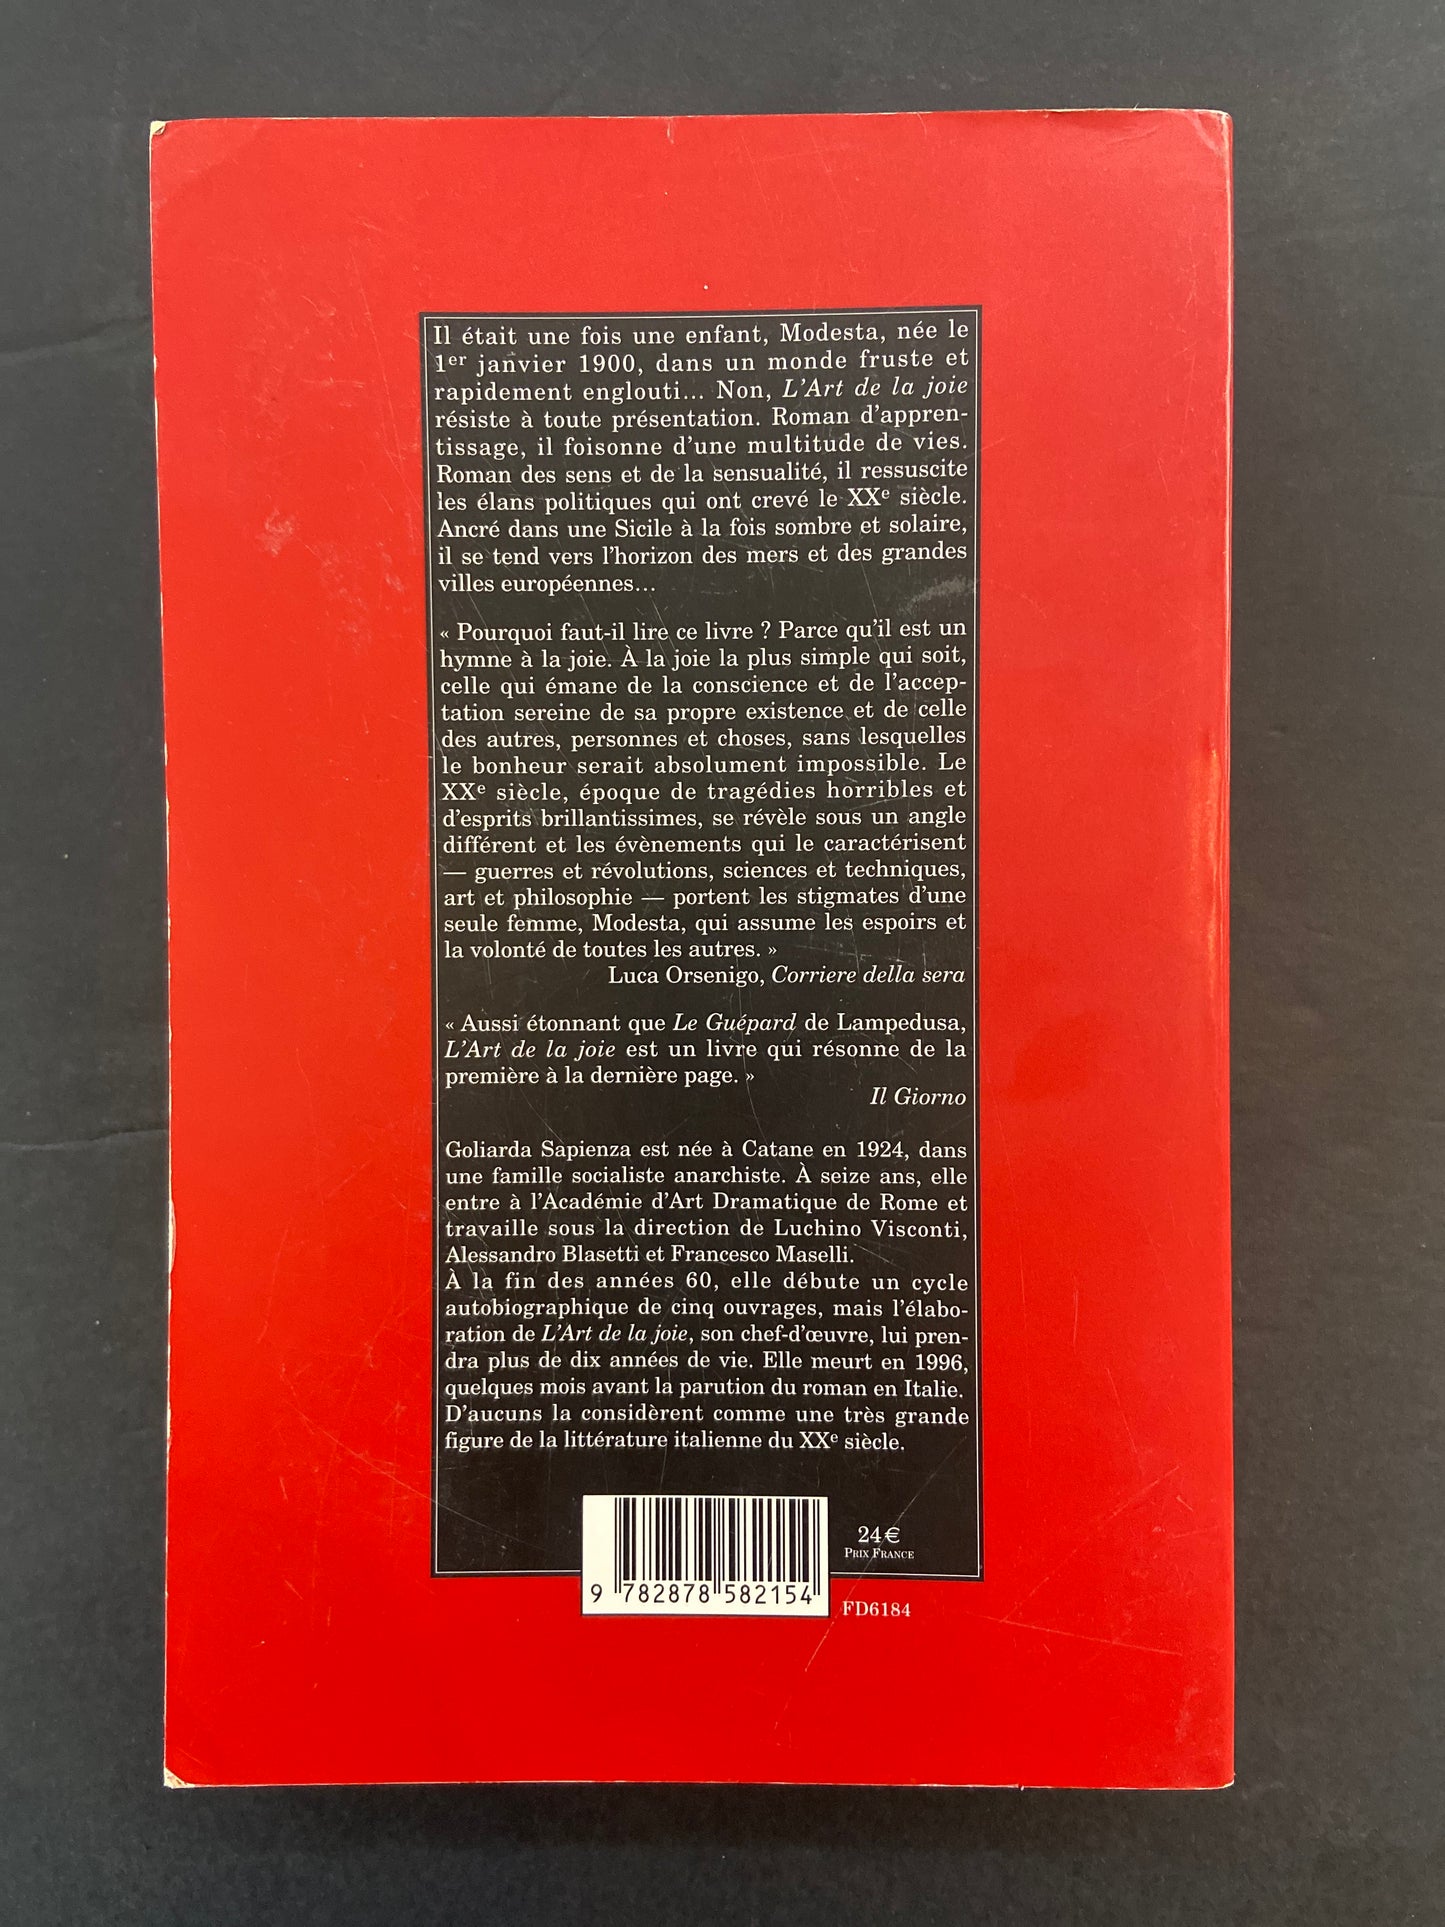 Il était une fois une enfant, Modesta, née le
1er janvier 1900, dans un monde fruste et
rapidement englouti... Non, L'Art de la joie
résiste à toute présentation. Roman d'appren-
tissage, il foisonne d'une multitude de vies.
Roman des sens et de la sensualité, il ressuscite
les élans politiques qui ont crevé le XXe siècle.
Ancré dans une Sicile à la fois sombre et solaire,
il se tend vers l'horizon des mers et des grandes
villes européennes...
« Pourquoi faut-il lire ce livre ? Parce qu'il est un
hymne à la joie. À la joie la plus simple qui soit,
celle qui émane de la conscience et de l'accep-
tation sereine de sa propre existence et de celle
des autres, personnes et choses, sans lesquelles
le bonheur serait absolument impossible. Le
XXe siècle, époque de tragédies horribles et
d'esprits brillantissimes, se révèle sous un angle
différent et les évènements qui le caractérisent
— guerres et révolutions, sciences et techniques,
art et philosophie — portent les stigmates d'une
seule femme, Modesta, qui assume les espoirs et
la volonté de toutes les autres. »
Luca Orsenigo, Corriere della sera
« Aussi étonnant que Le Guépard de Lampedusa,
L'Art de la joie est un livre qui résonne de la
première à la dernière page. »
Il Giorno
Goliarda Sapienza est née à Catane en 1924, dans
une famille socialiste anarchiste. À seize ans, elle
entre à l'Académie d'Art Dramatique de Rome et
travaille sous la direction de Luchino Visconti,
Alessandro Blasetti et Francesco Maselli.
À la fin des années 60, elle débute un cycle
autobiographique de cinq ouvrages, mais l'élabo-
ration de L'Art de la joie, son chef-d'œuvre, lui pren-
dra plus de dix années de vie. Elle meurt en 1996,
quelques mois avant la parution du roman en Italie.
D'aucuns la considèrent comme une très grande
figure de la littérature italienne du XXe siècle.
24€
PRIX FRANCE
9 782878 582154
FD6184